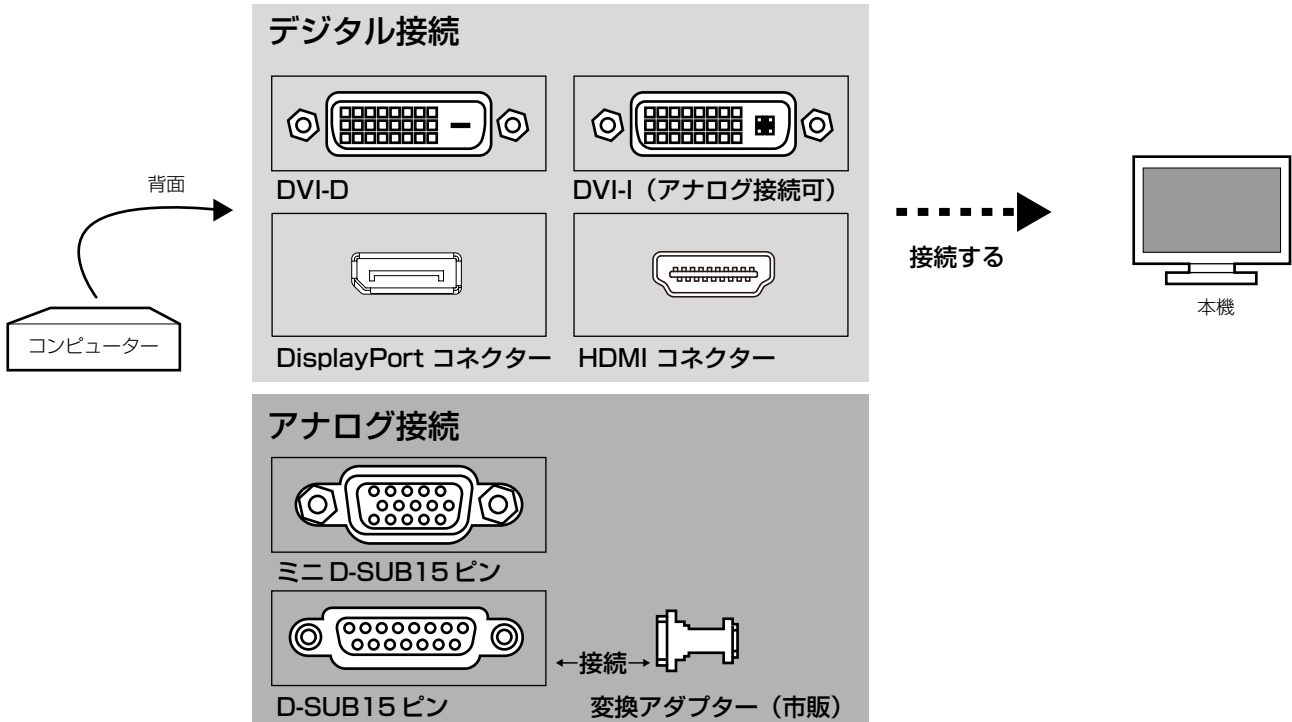 デジタル接続
DVI-D
DVI-I（アナログ接続可）
背面
コンピューター
DisplayPort コネクター
HDMI コネクター
接続する
本機
アナログ接続
ミニ D-SUB15 ピン
←接続→
D-SUB15 ピン
変換アダプター（市販）